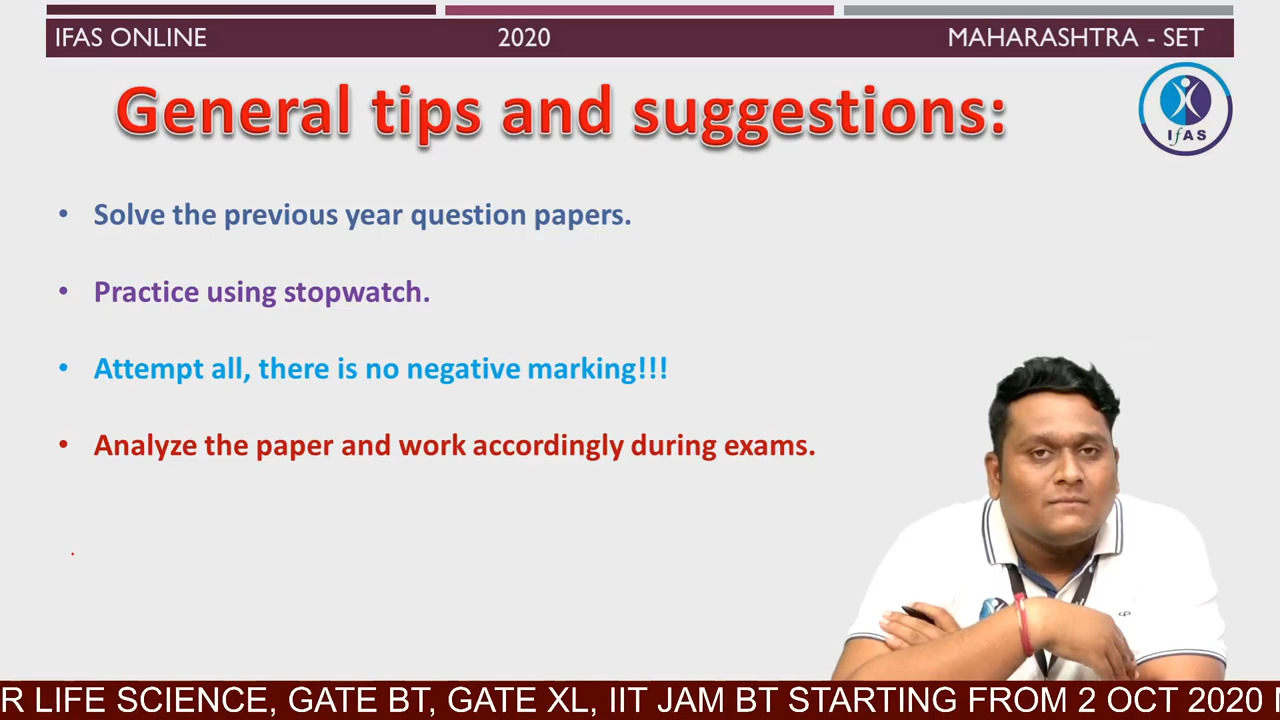 IFAS ONLINE 2020 MAHARASHTRA - SET
General tips and suggestions:
IfAS
• Solve the previous year question papers.
• Practice using stopwatch.
• Attempt all, there is no negative marking!!!
• Analyze the paper and work accordingly during exams.
R LIFE SCIENCE, GATE BT, GATE XL, IIT JAM BT STARTING FROM 2 OCT 2020